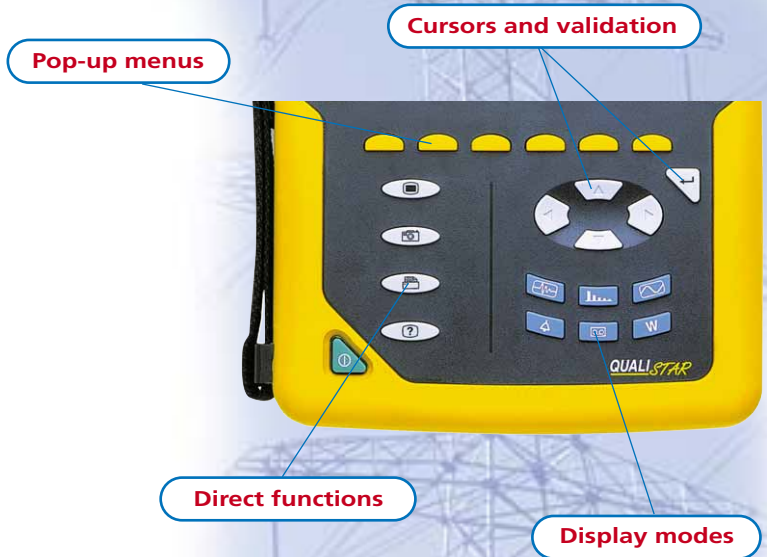 Cursors and validation
Pop-up menus
?
W
QUALISTAR
Direct functions
Display modes